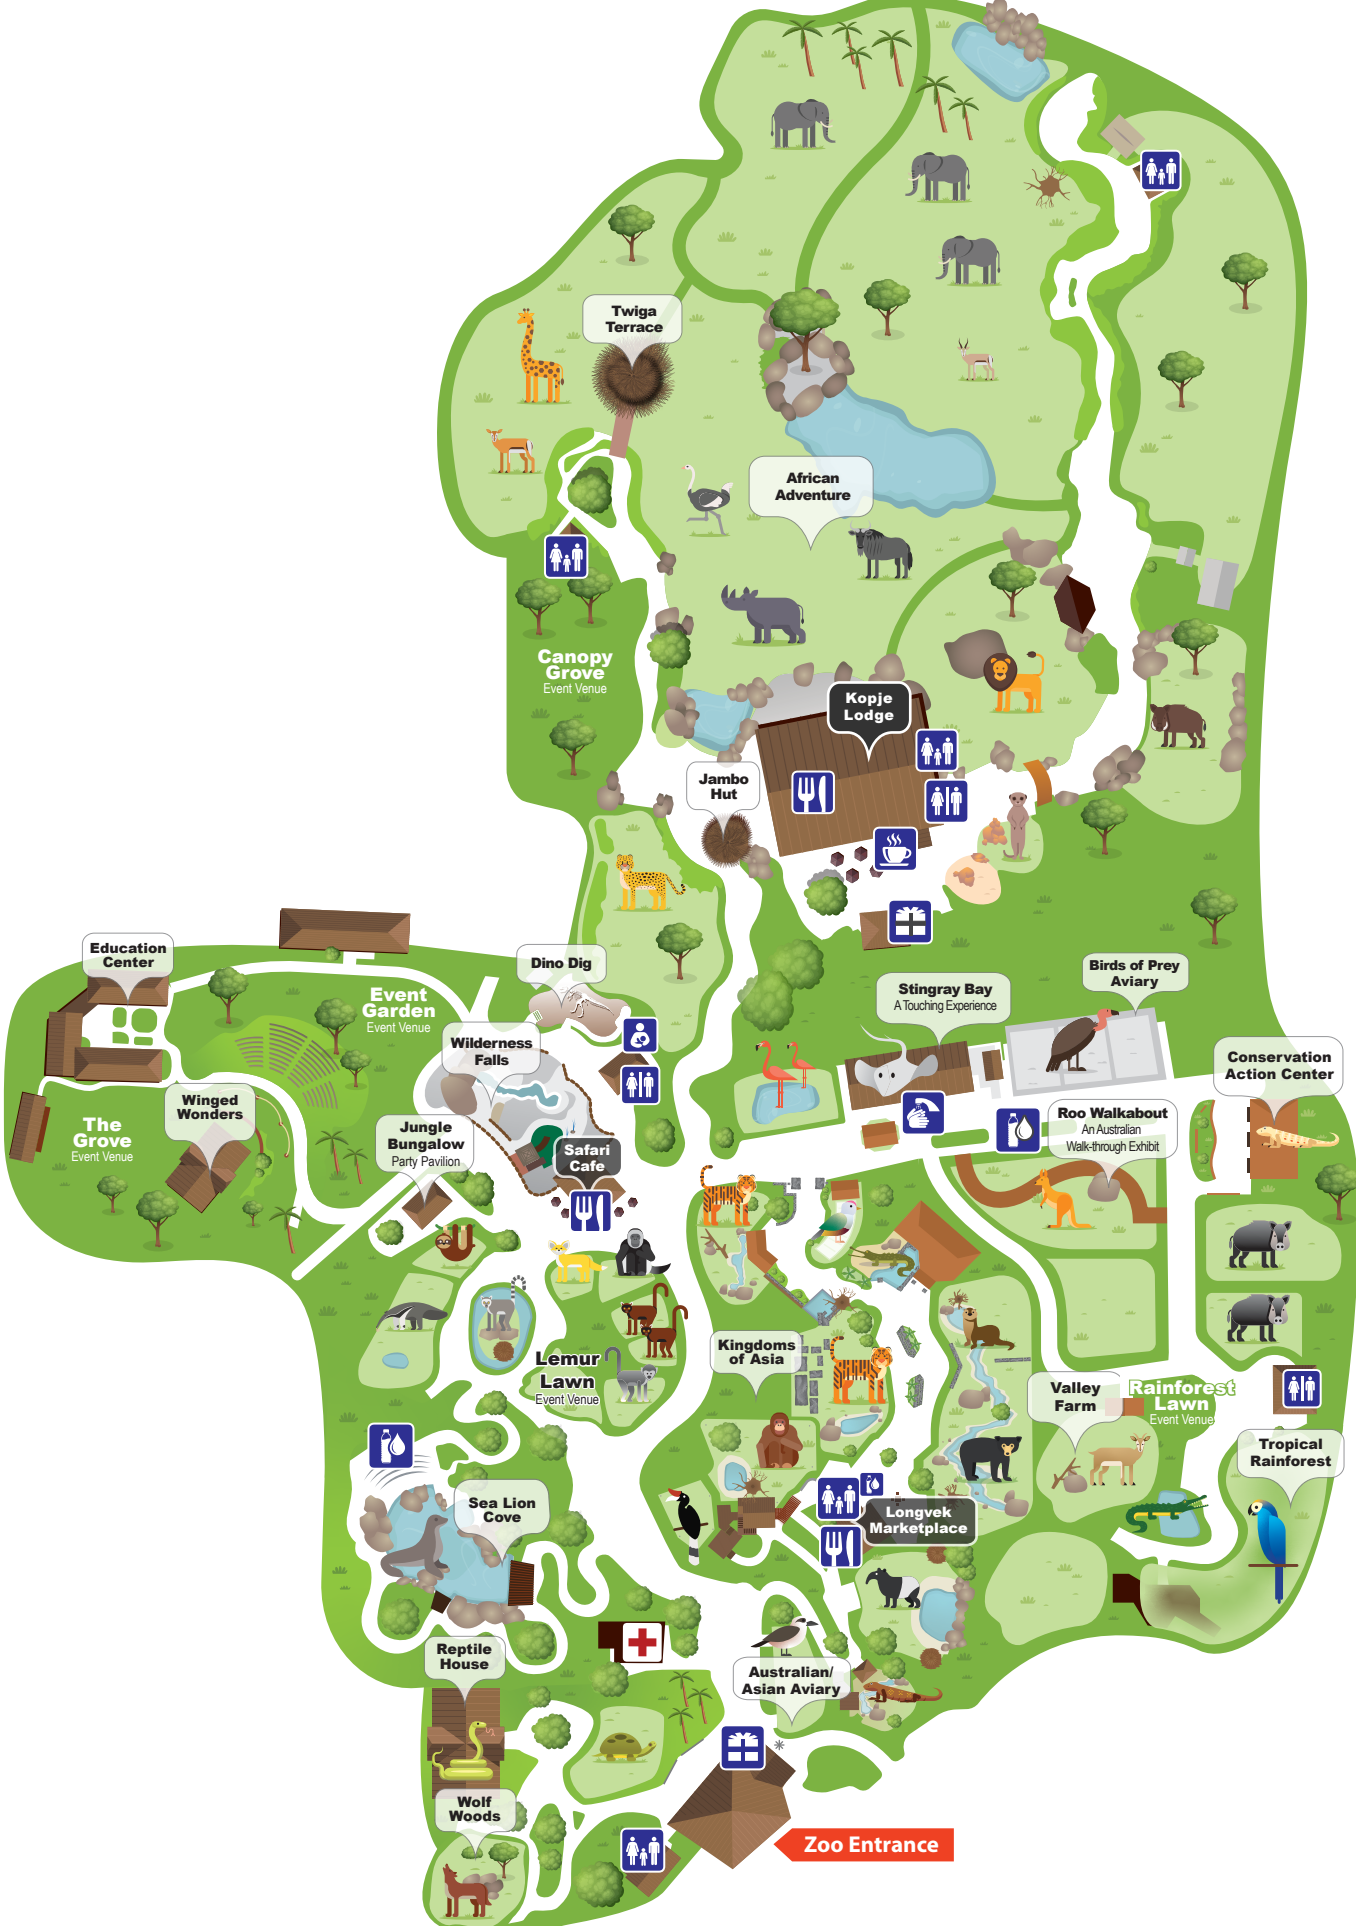 Twiga
Terrace
African
Adventure
Canopy
Grove
Event Venue
Kopje
Lodge
Jambo
Hut
Education
Center
Dino Dig
Event
Garden
Event Venue
Stingray Bay
A Touching Experience
Birds of Prey
Aviary
Wilderness
Falls
Conservation
Action Center
Winged
Wonders
The
Grove
Event Venue
Jungle
Bungalow
Party Pavilion
Safari
Cafe
Roo Walkabout
An Australian
Walk-through Exhibit
Lemur
Lawn
Event Venue
Kingdoms
of Asia
Valley
Farm
Rainforest
Lawn
Event Venue
Tropical
Rainforest
Sea Lion
Cove
Longvek
Marketplace
Reptile
House
Australian/
Asian Aviary
Wolf
Woods
Zoo Entrance